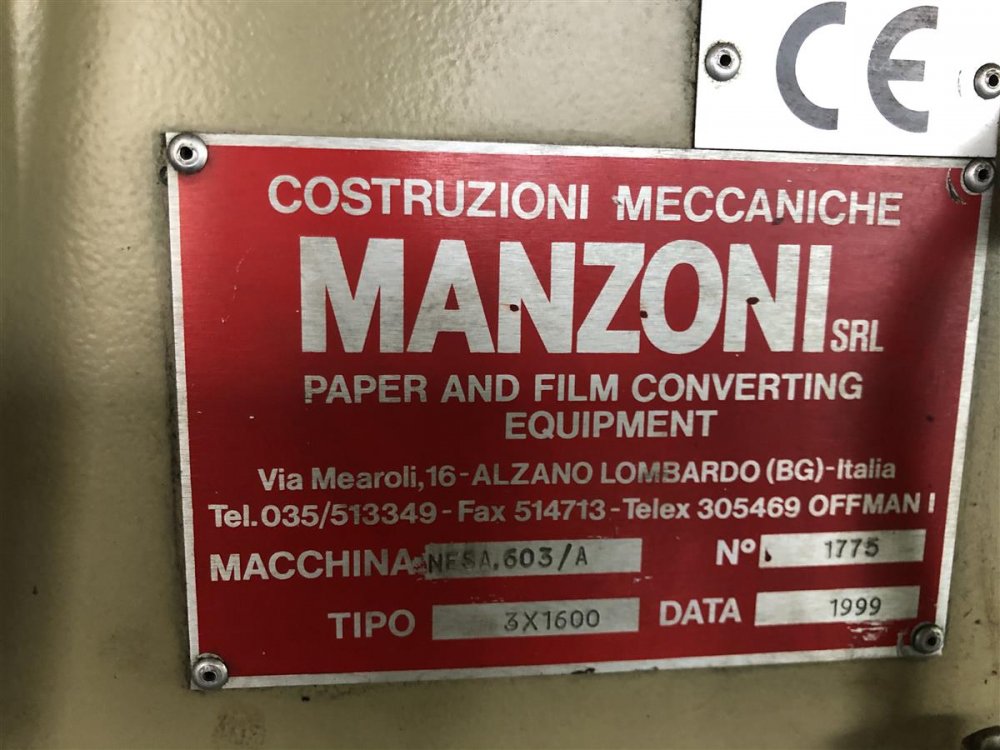 CE
COSTRUZIONI MECCANICHE
MANZONI SRL
PAPER AND FILM CONVERTING
EQUIPMENT
Via Mearoli,16-ALZANO LOMBARDO (BG)-Italia
Tel.035/513349-Fax 514713-Telex 305469 OFFMAN I
MACCHINA NESA.603/A Nº 1775
TIPO 3X1600 DATA 1999